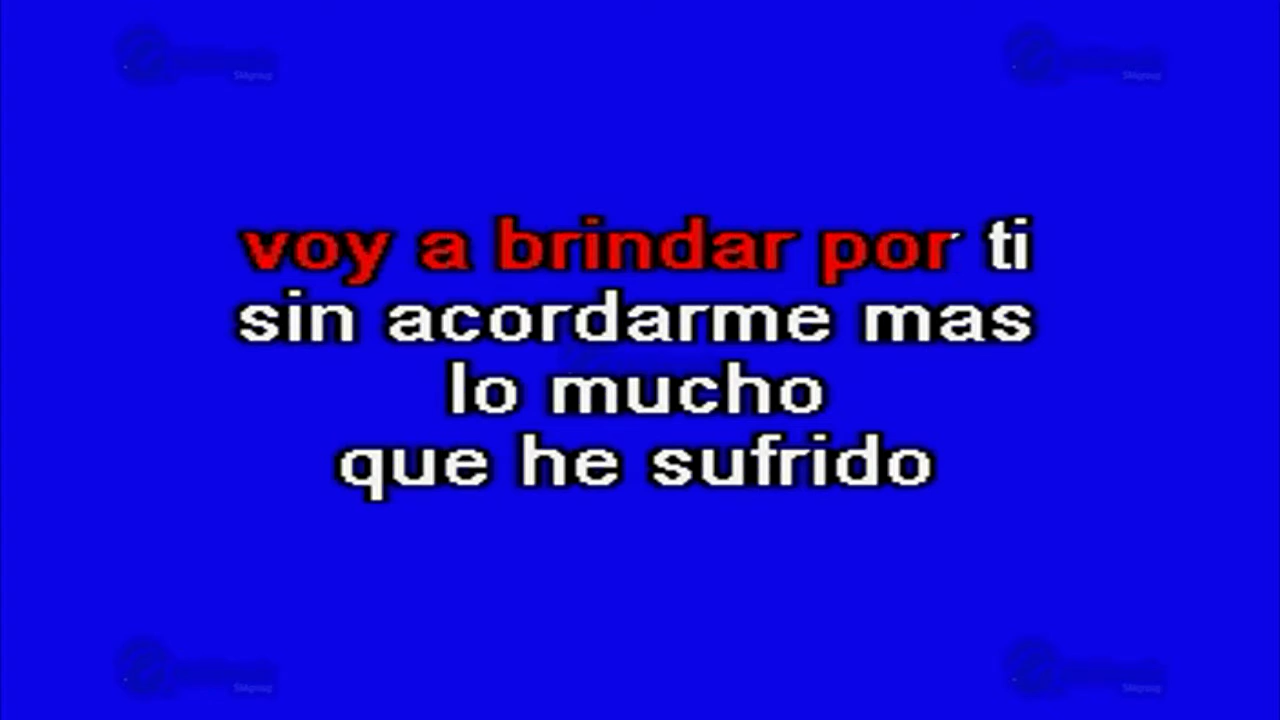 voy a brindar por ti
sin acordarme mas
lo mucho
que he sufrido